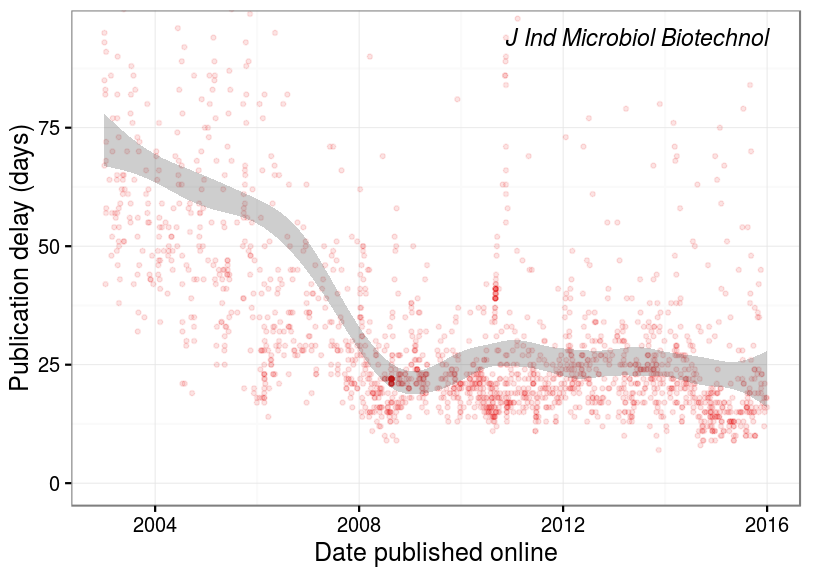 J Ind Microbiol Biotechnol
Publication delay (days)
75
50
25
0
2004 2008 2012 2016
Date published online